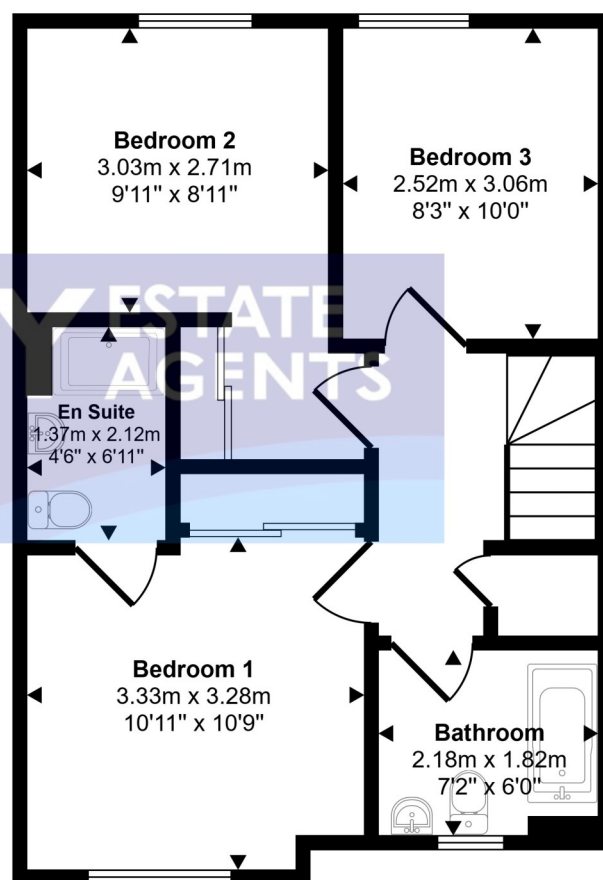 Bedroom 2
3.03m x 2.71m
9'11" x 8'11"
Bedroom 3
2.52m x 3.06m
8'3" x 10'0"
Y ESTATE
AGENTS
En Suite
1.37m x 2.12m
4'6" x 6'11"
Bedroom 1
3.33m x 3.28m
10'11" x 10'9"
Bathroom
2.18m x 1.82m
7'2" x 6'0"